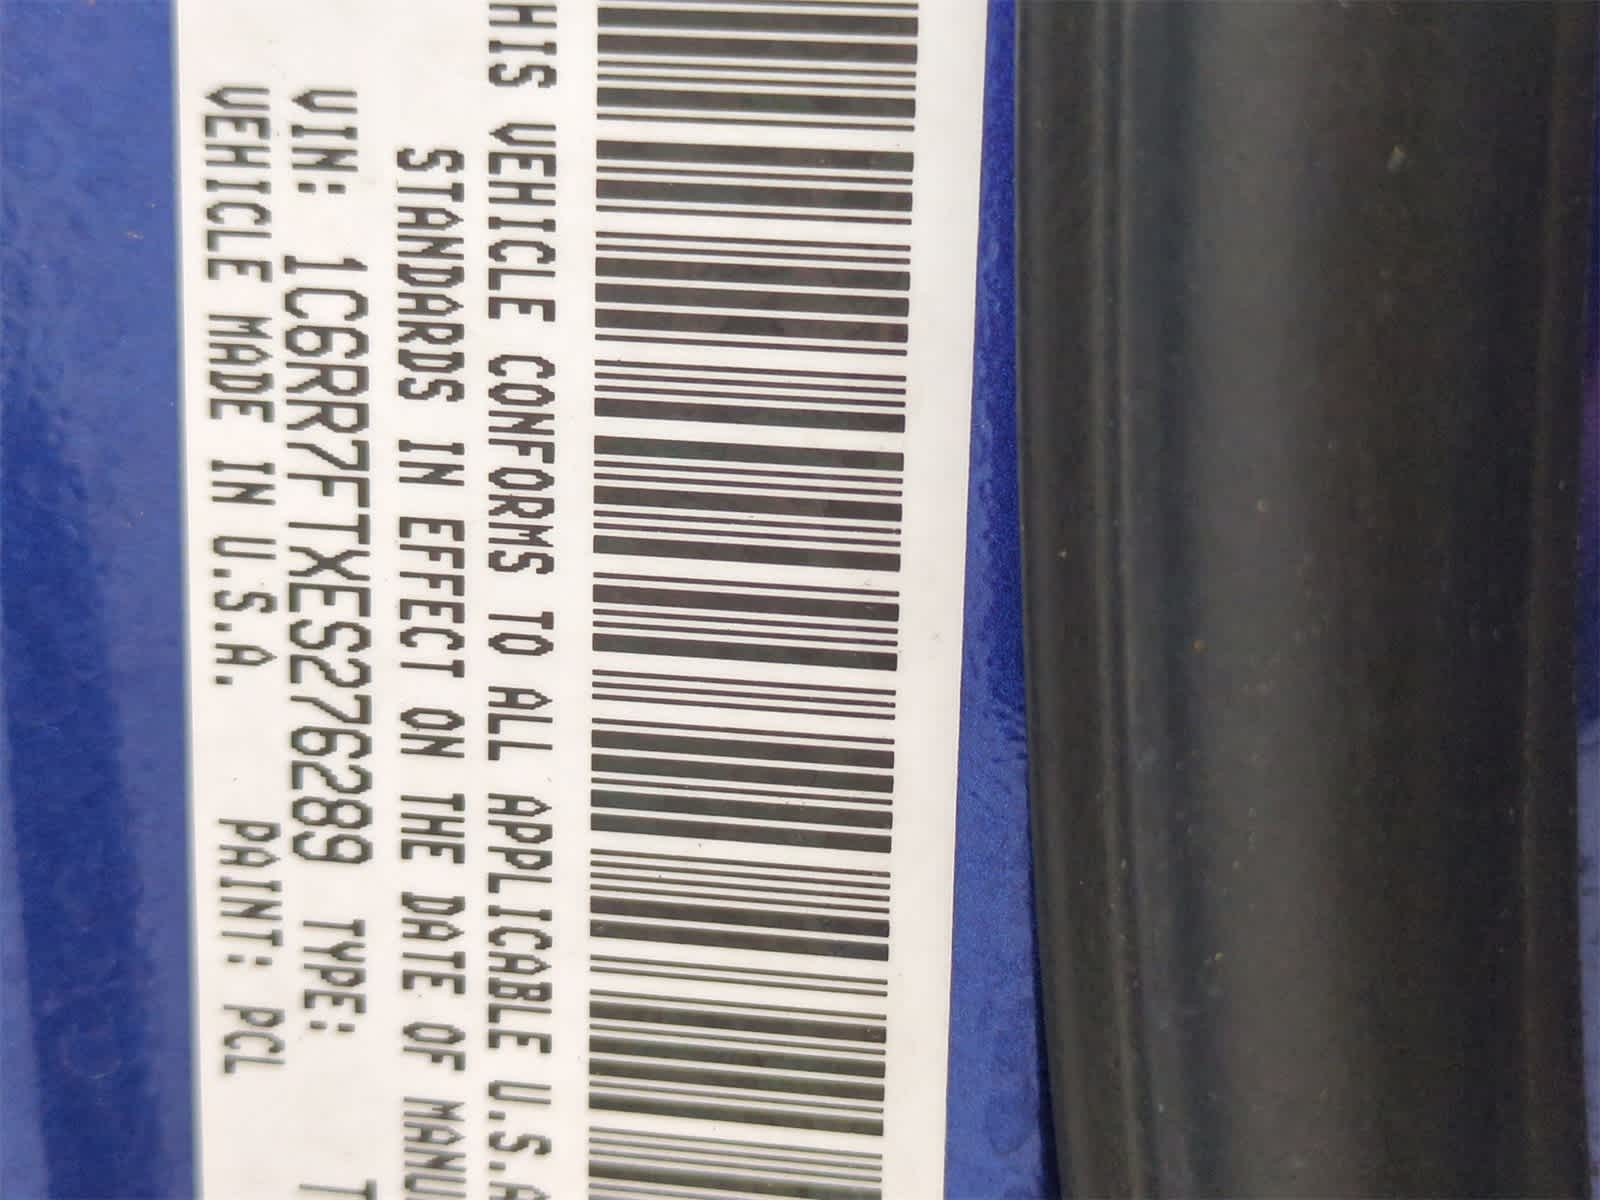 HIS VEHICLE CONFORMS TO ALL APPLICABLE U.S.A
STANDARDS IN EFFECT ON THE DATE OF MANU
VIN: 1C6RR7FTXES276289 TYPE: T
VEHICLE MADE IN U.S.A. PAINT: PCL